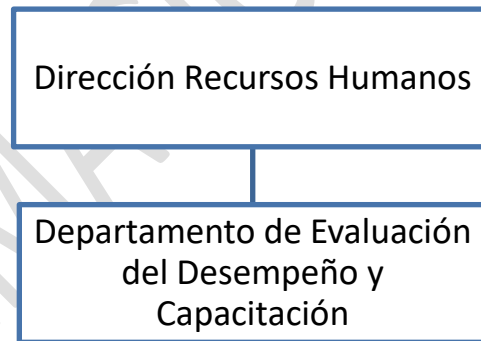 Dirección Recursos Humanos
Departamento de Evaluación
del Desempeño y
Capacitación